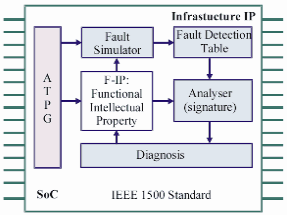 Infrastucture IP
A
T
P
G
Fault
Simulator
Fault Detection
Table
F-IP:
Functional
Intellectual
Property
Analyser
(signature)
Diagnosis
SoC
IEEE 1500 Standard